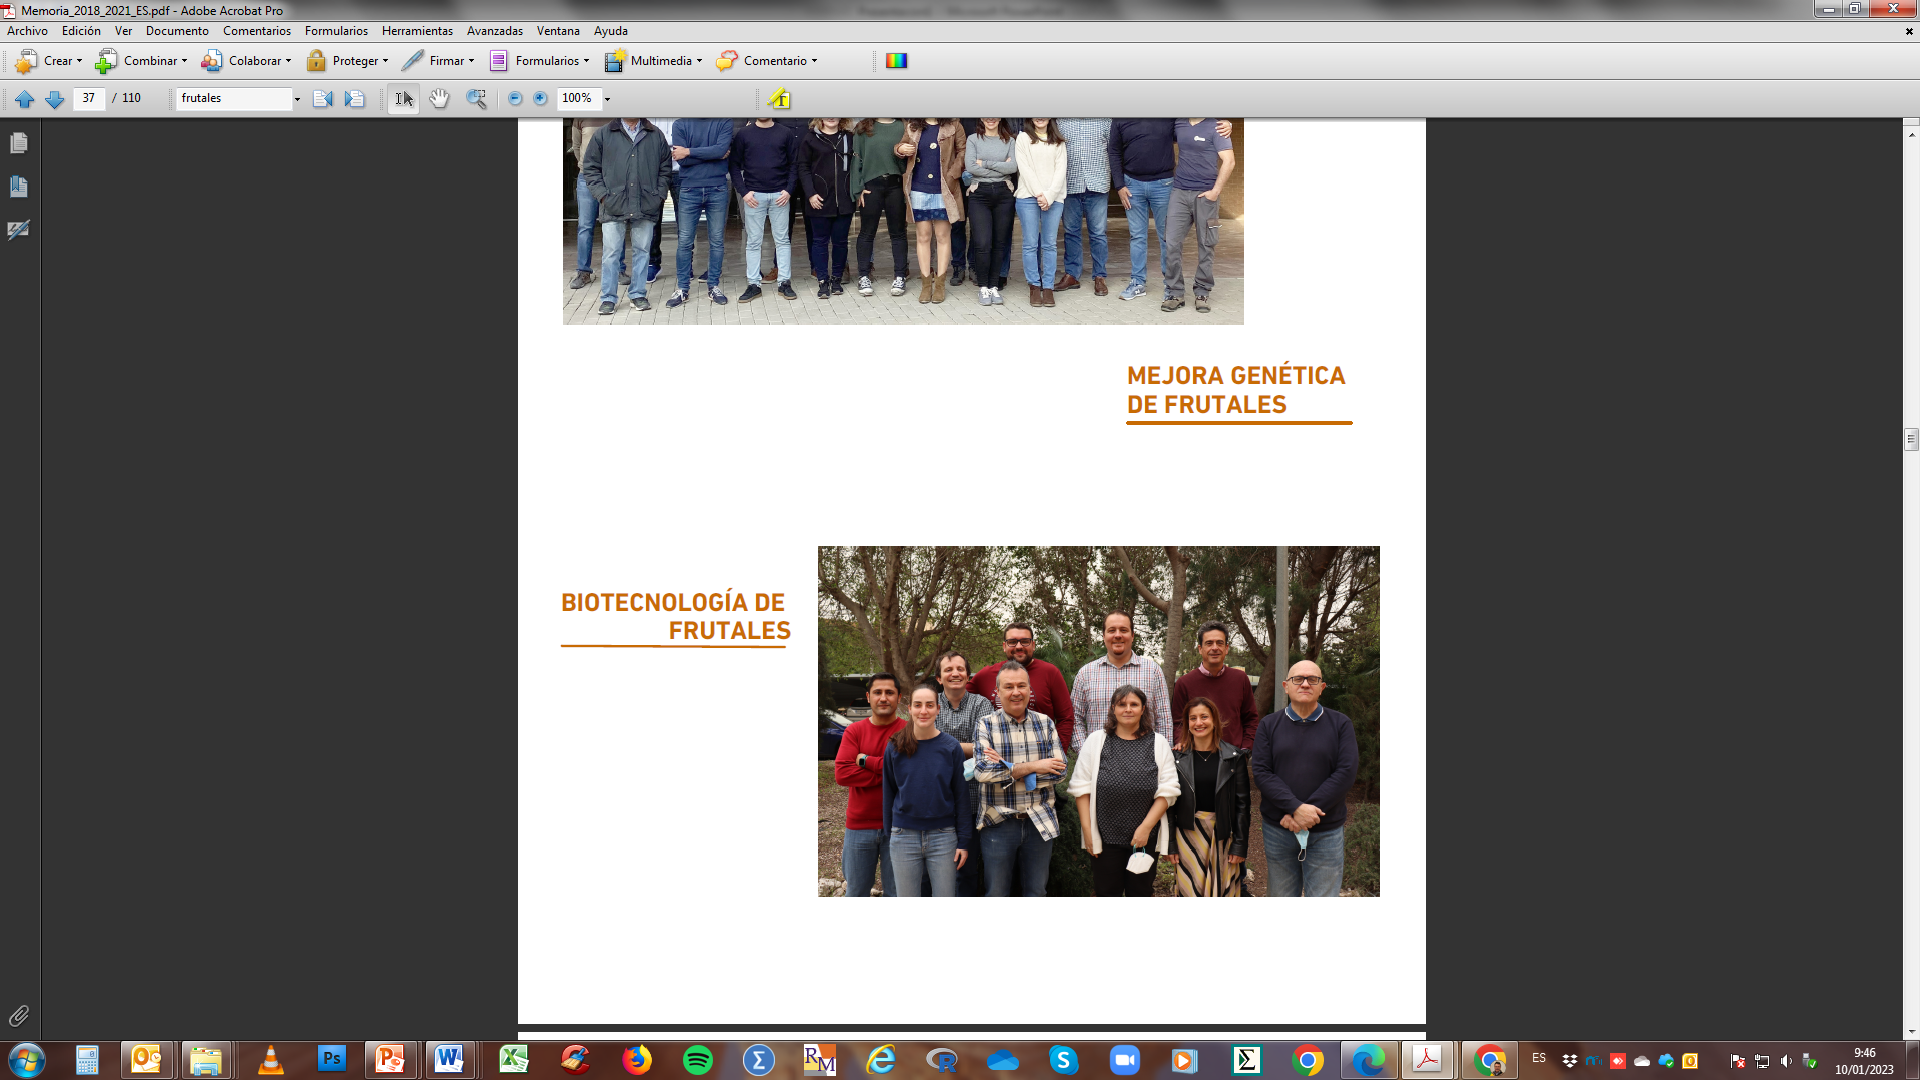 Memoria_2018_2021_ES.pdf - Adobe Acrobat Pro
Archivo Edición Ver Documento Comentarios Formularios Herramientas Avanzadas Ventana Ayuda
Crear Combinar Colaborar Proteger Firmar Formularios Multimedia Comentario
37 / 110 frutales 100%
MEJORA GENÉTICA
DE FRUTALES
BIOTECNOLOGÍA DE
FRUTALES
Ps
ES
9:46
10/01/2023